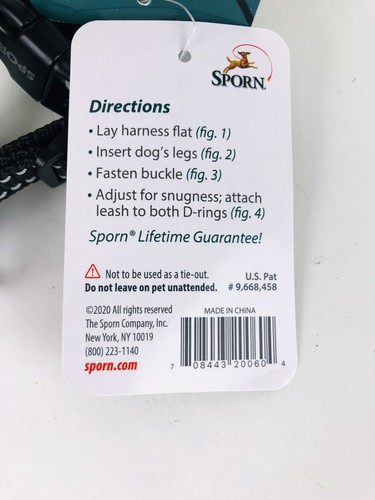 SPORN®
Directions
• Lay harness flat (fig. 1)
• Insert dog's legs (fig. 2)
• Fasten buckle (fig. 3)
• Adjust for snugness; attach
leash to both D-rings (fig. 4)
Sporn® Lifetime Guarantee!
Not to be used as a tie-out.
Do not leave on pet unattended.
U.S. Pat
# 9,668,458
©2020 All rights reserved
The Sporn Company, Inc.
New York, NY 10019
(800) 223-1140
sporn.com
MADE IN CHINA
7 08443 20060 4